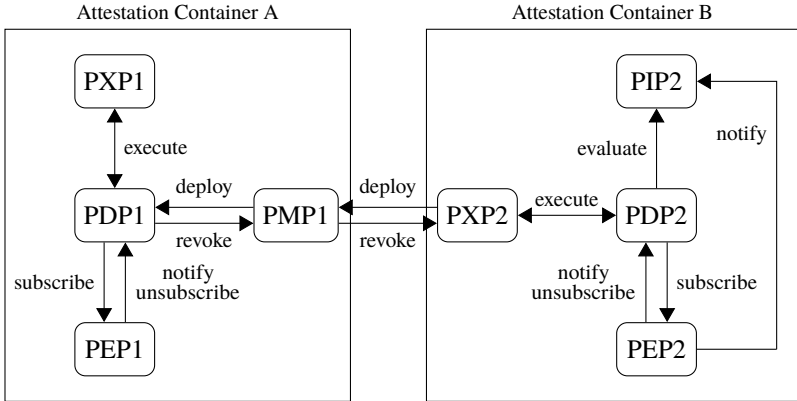 Attestation Container A
Attestation Container B
PXP1
PIP2
execute
evaluate
notify
PDP1
deploy
revoke
PMP1
deploy
revoke
PXP2
execute
PDP2
subscribe
notify
unsubscribe
notify
unsubscribe
subscribe
PEP1
PEP2